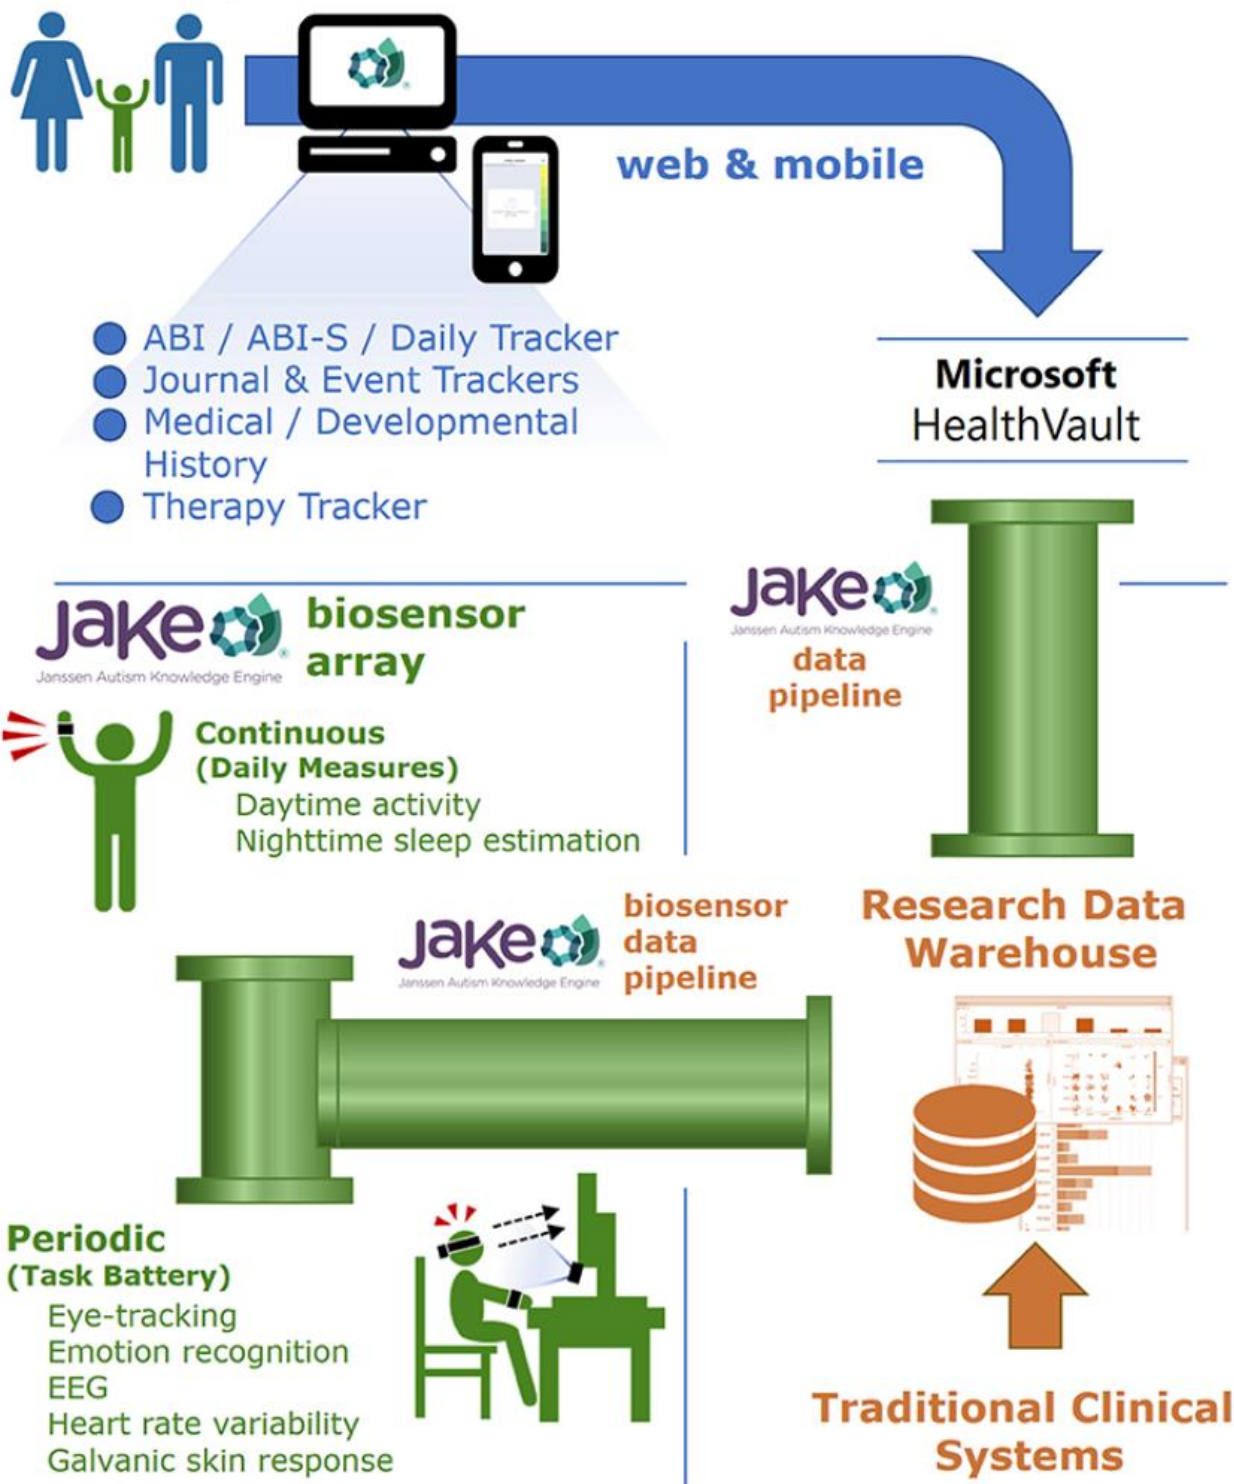 web & mobile
ABI / ABI-S / Daily Tracker
Journal & Event Trackers
Medical / Developmental
History
Therapy Tracker
Microsoft
HealthVault
Jake
Janssen Autism Knowledge Engine
biosensor
array
Jake
Janssen Autism Knowledge Engine
data
pipeline
Continuous
(Daily Measures)
Daytime activity
Nighttime sleep estimation
Jake
Janssen Autism Knowledge Engine
biosensor
data
pipeline
Research Data
Warehouse
Periodic
(Task Battery)
Eye-tracking
Emotion recognition
EEG
Heart rate variability
Galvanic skin response
Traditional Clinical
Systems